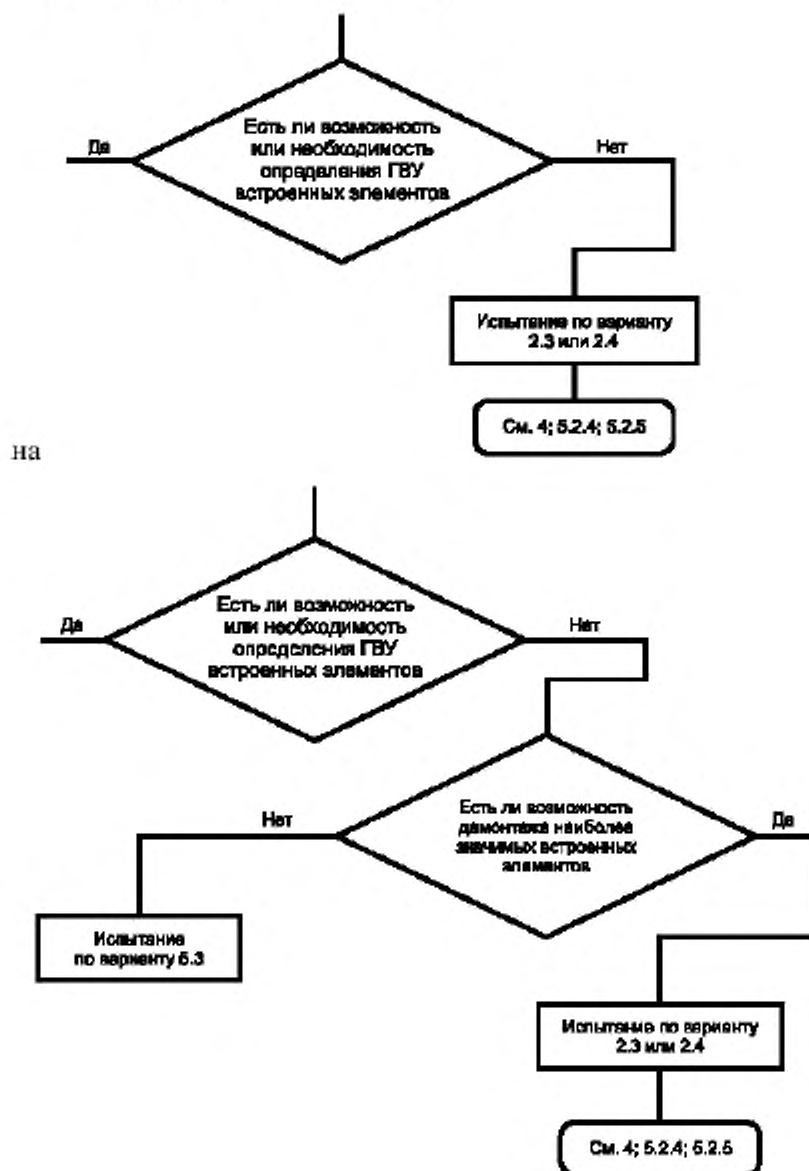 Есть ли возможность
или необходимость
определения ГВУ
встроенных элементов
Да
Нет
Испытание по варианту
2.3 или 2.4
См. 4; 5.2.4; 5.2.5
на
Есть ли возможность
или необходимость
определения ГВУ
встроенных элементов
Да
Нет
Есть ли возможность
демонтажа наиболее
значимых встроенных
элементов
Нет
Да
Испытание
по варианту 5.3
Испытание по варианту
2.3 или 2.4
См. 4; 5.2.4; 5.2.5